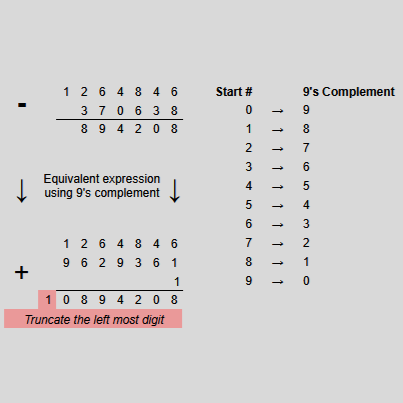 1 2 6 4 8 4 6
- 3 7 0 6 3 8
8 9 4 2 0 8
Equivalent expression
↓ using 9's complement ↓
1 2 6 4 8 4 6
+ 9 6 2 9 3 6 1
1
1 0 8 9 4 2 0 8
Truncate the left most digit
Start # 9's Complement
0 → 9
1 → 8
2 → 7
3 → 6
4 → 5
5 → 4
6 → 3
7 → 2
8 → 1
9 → 0